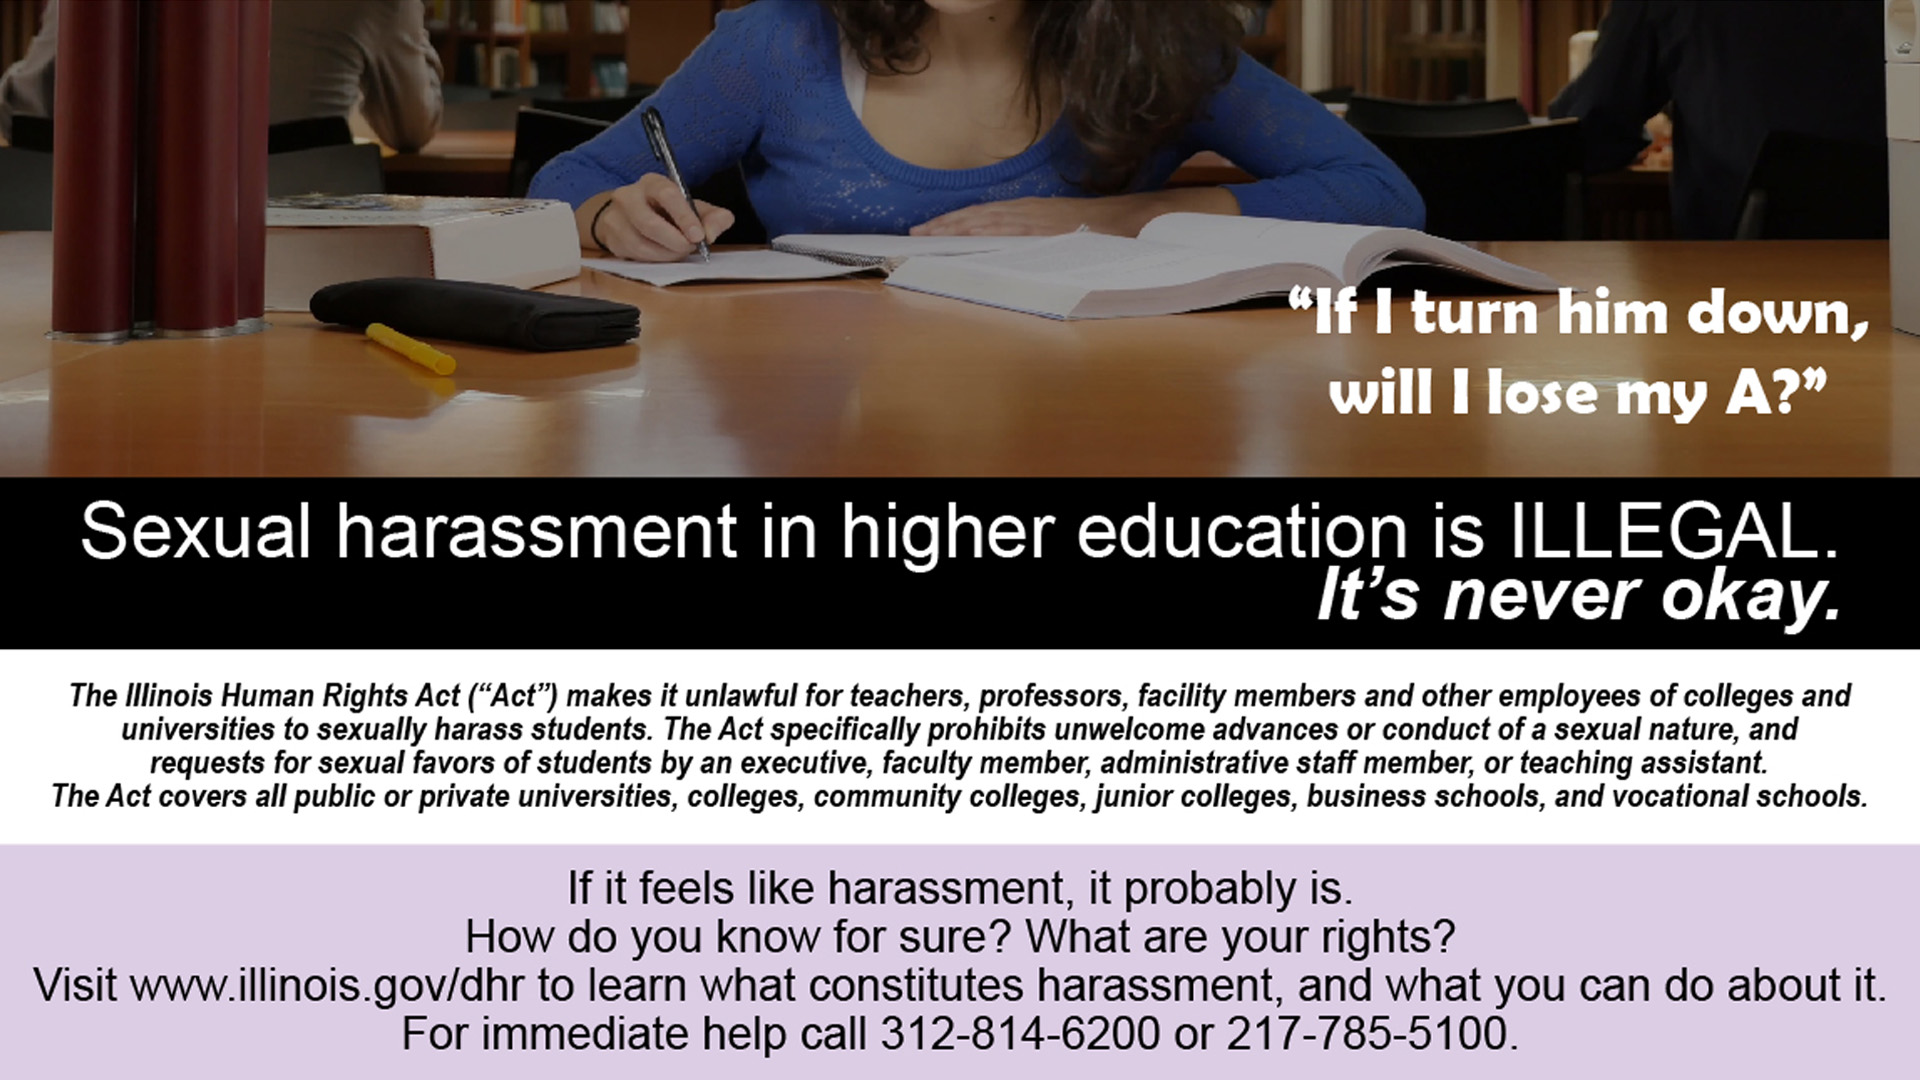 “If I turn him down,
will I lose my A?”
Sexual harassment in higher education is ILLEGAL.
It’s never okay.
The Illinois Human Rights Act (“Act”) makes it unlawful for teachers, professors, facility members and other employees of colleges and
universities to sexually harass students. The Act specifically prohibits unwelcome advances or conduct of a sexual nature, and
requests for sexual favors of students by an executive, faculty member, administrative staff member, or teaching assistant.
The Act covers all public or private universities, colleges, community colleges, junior colleges, business schools, and vocational schools.
If it feels like harassment, it probably is.
How do you know for sure? What are your rights?
Visit www.illinois.gov/dhr to learn what constitutes harassment, and what you can do about it.
For immediate help call 312-814-6200 or 217-785-5100.